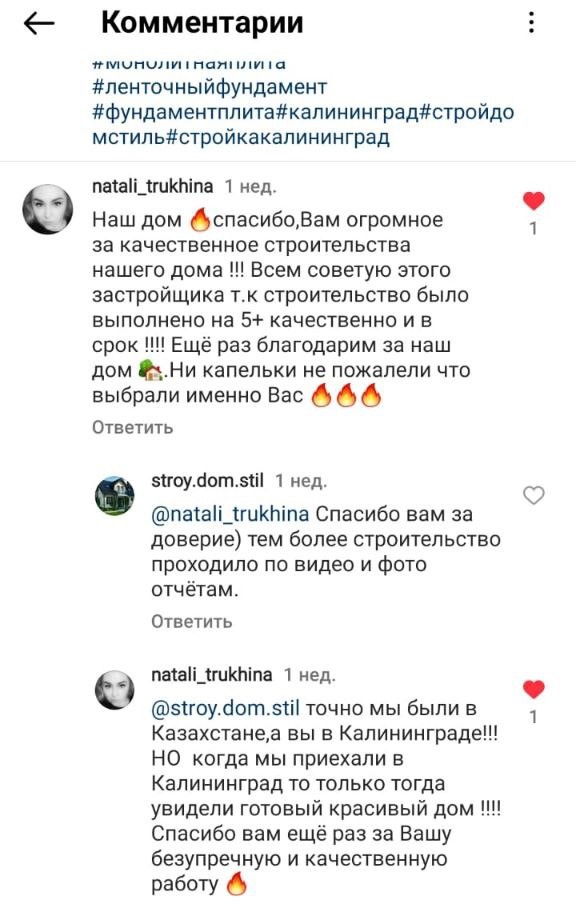 Комментарии
#монолитнаяплита
#ленточныйфундамент
#фундаментплита#калининград#стройдо
мстиль#стройкакалининград
natali_trukhina 1 нед.
Наш дом 🔥спасибо,Вам огромное
за качественное строительства
нашего дома !!! Всем советую этого
застройщика т.к строительство было
выполнено на 5+ качественно и в
срок !!!! Ещё раз благодарим за наш
дом 🏡.Ни капельки не пожалели что
выбрали именно Вас 🔥🔥🔥
1
Ответить
stroy.dom.stil 1 нед.
@natali_trukhina Спасибо вам за
доверие) тем более строительство
проходило по видео и фото
отчётам.
Ответить
natali_trukhina 1 нед.
@stroy.dom.stil точно мы были в
Казахстане,а вы в Калининграде!!!
НО когда мы приехали в
Калининград то только тогда
увидели готовый красивый дом !!!!
Спасибо вам ещё раз за Вашу
безупречную и качественную
работу 🔥
1